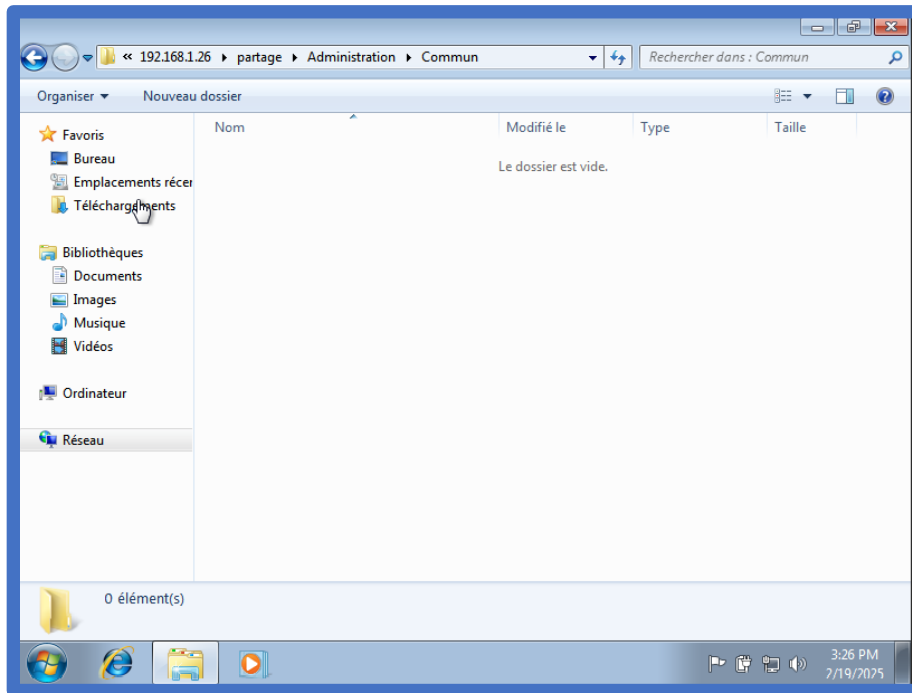 « 192.168.1.26 ▸ partage ▸ Administration ▸ Commun
Rechercher dans : Commun
Organiser
Nouveau dossier
Nom
Modifié le
Type
Taille
Le dossier est vide.
Favoris
Bureau
Emplacements récen
Téléchargements
Bibliothèques
Documents
Images
Musique
Vidéos
Ordinateur
Réseau
0 élément(s)
3:26 PM
2/19/2025